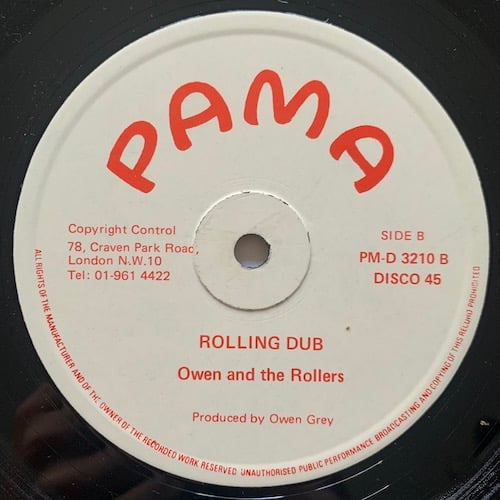 PAMA
Copyright Control
78, Craven Park Road,
London N.W.10
Tel: 01-961 4422
SIDE B
PM-D 3210 B
DISCO 45
ROLLING DUB
Owen and the Rollers
Produced by Owen Grey
ALL RIGHTS OF THE MANUFACTURER AND OF THE OWNER OF THE RECORDED WORK RESERVED UNAUTHORISED PUBLIC PERFORMANCE BROADCASTING AND COPYING OF THIS RECORD PROHIBITED